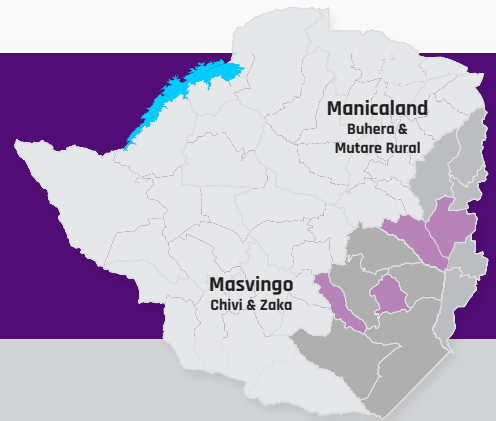 Manicaland
Buhera &
Mutare Rural
Masvingo
Chivi & Zaka